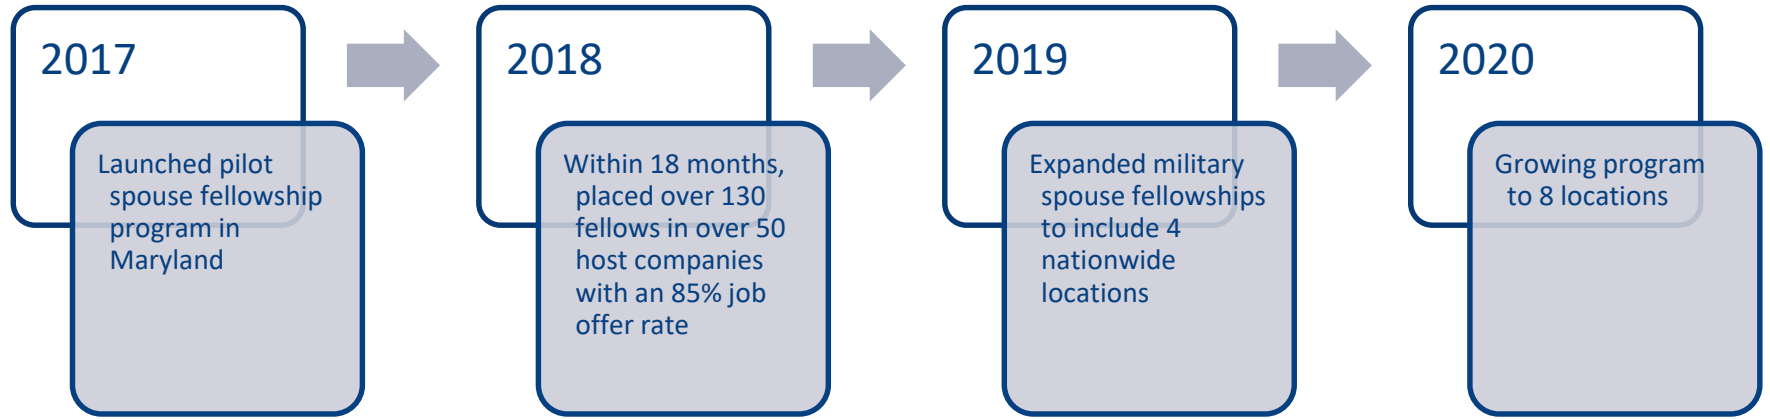 2017
Launched pilot
spouse fellowship
program in
Maryland
2018
Within 18 months,
placed over 130
fellows in over 50
host companies
with an 85% job
offer rate
2019
Expanded military
spouse fellowships
to include 4
nationwide
locations
2020
Growing program
to 8 locations